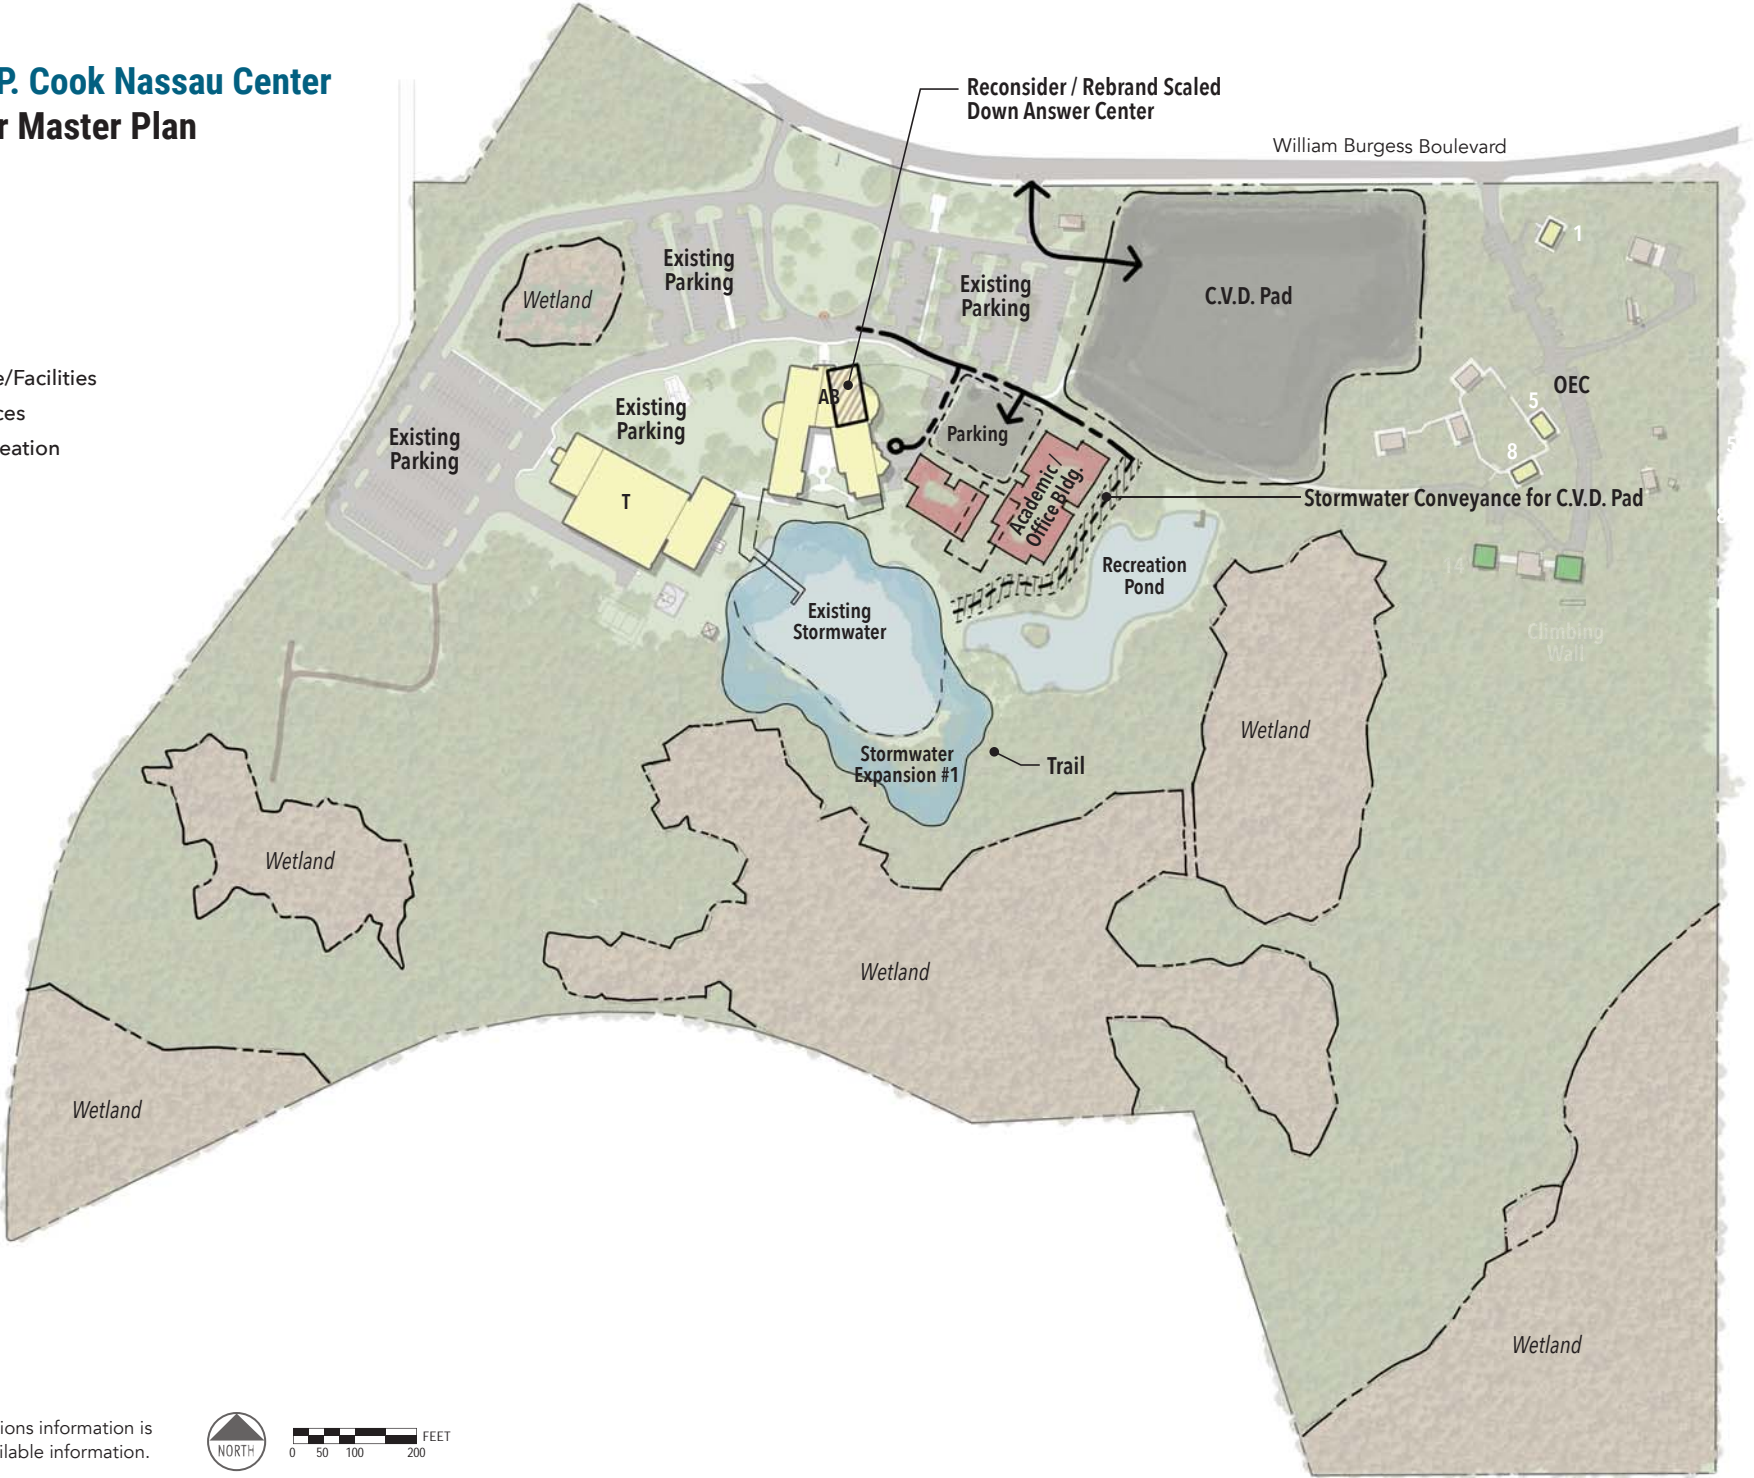 P. Cook Nassau Center
r Master Plan
e/Facilities
ces
eation
Reconsider / Rebrand Scaled
Down Answer Center
William Burgess Boulevard
Existing
Parking
Wetland
Existing
Parking
C.V.D. Pad
1
OEC
5
8
AB
Existing
Parking
Existing
Parking
Parking
T
Academic /
Office Bldg.
Stormwater Conveyance for C.V.D. Pad
Recreation
Pond
Existing
Stormwater
Climbing
Wall
Wetland
Stormwater
Expansion #1
Trail
Wetland
Wetland
Wetland
Wetland
tions information is
ilable information.
NORTH
0 50 100 200
FEET